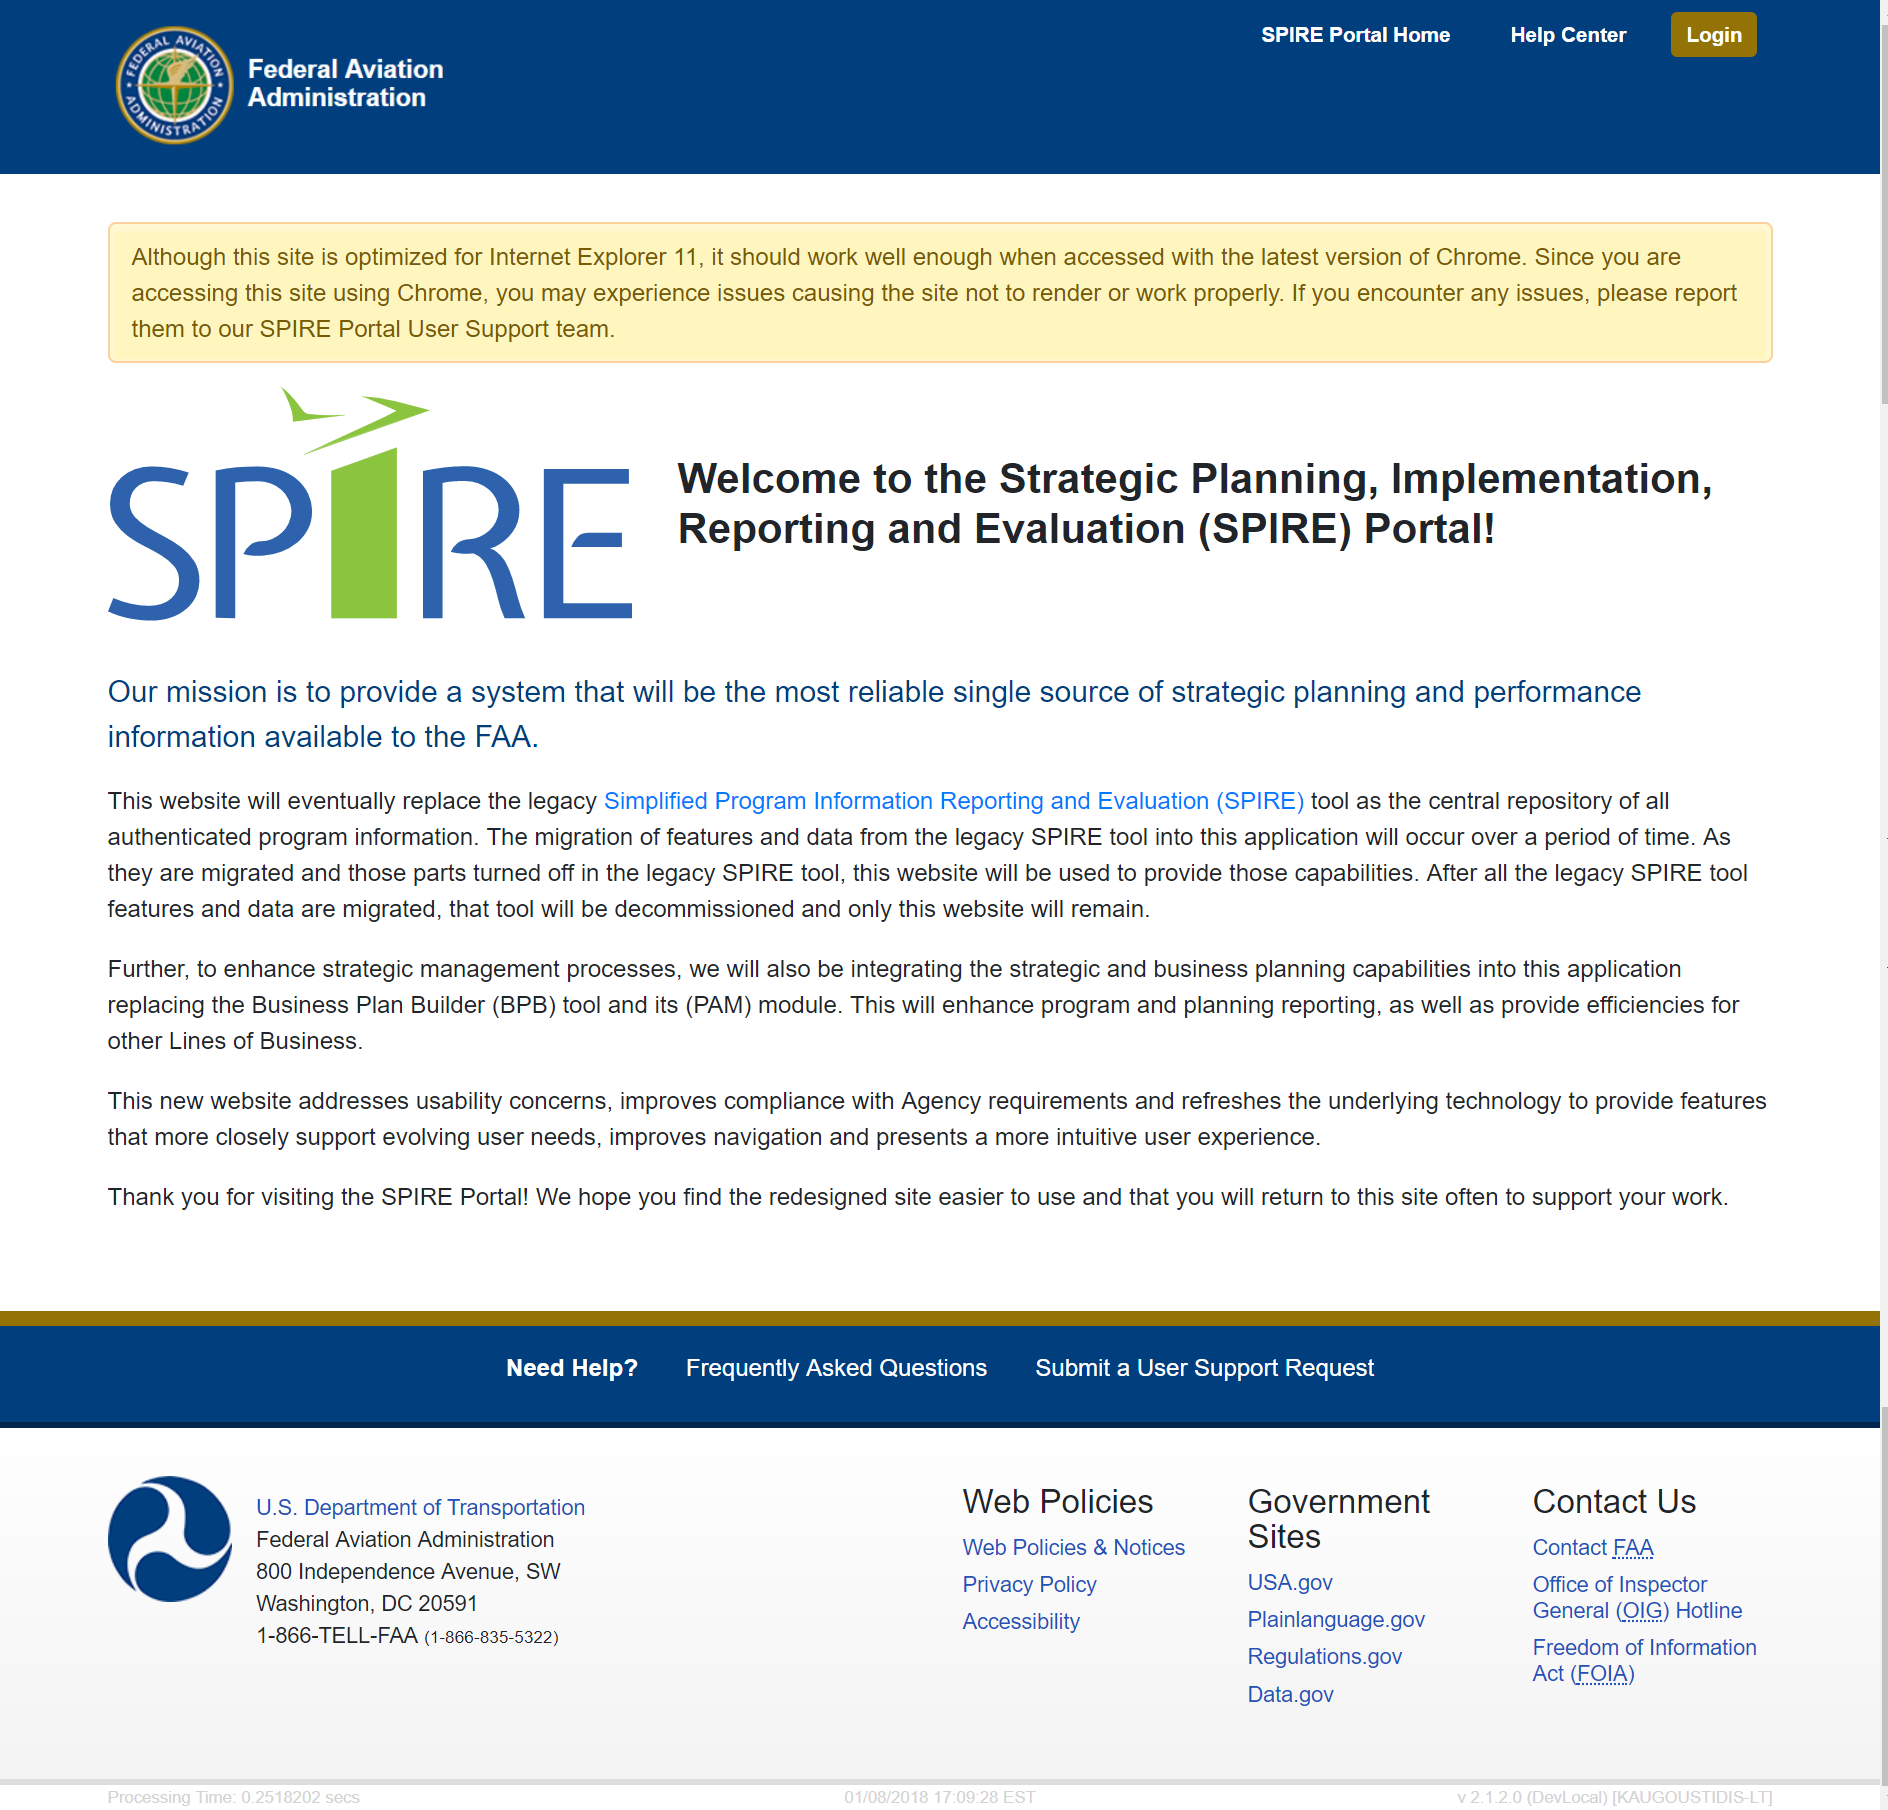 FEDERAL AVIATION
ADMINISTRATION
Federal Aviation
Administration
SPIRE Portal Home
Help Center
Login
Although this site is optimized for Internet Explorer 11, it should work well enough when accessed with the latest version of Chrome. Since you are
accessing this site using Chrome, you may experience issues causing the site not to render or work properly. If you encounter any issues, please report
them to our SPIRE Portal User Support team.
SPIRE
Welcome to the Strategic Planning, Implementation,
Reporting and Evaluation (SPIRE) Portal!
Our mission is to provide a system that will be the most reliable single source of strategic planning and performance
information available to the FAA.
This website will eventually replace the legacy Simplified Program Information Reporting and Evaluation (SPIRE) tool as the central repository of all
authenticated program information. The migration of features and data from the legacy SPIRE tool into this application will occur over a period of time. As
they are migrated and those parts turned off in the legacy SPIRE tool, this website will be used to provide those capabilities. After all the legacy SPIRE tool
features and data are migrated, that tool will be decommissioned and only this website will remain.
Further, to enhance strategic management processes, we will also be integrating the strategic and business planning capabilities into this application
replacing the Business Plan Builder (BPB) tool and its (PAM) module. This will enhance program and planning reporting, as well as provide efficiencies for
other Lines of Business.
This new website addresses usability concerns, improves compliance with Agency requirements and refreshes the underlying technology to provide features
that more closely support evolving user needs, improves navigation and presents a more intuitive user experience.
Thank you for visiting the SPIRE Portal! We hope you find the redesigned site easier to use and that you will return to this site often to support your work.
Need Help?
Frequently Asked Questions
Submit a User Support Request
U.S. Department of Transportation
Federal Aviation Administration
800 Independence Avenue, SW
Washington, DC 20591
1-866-TELL-FAA (1-866-835-5322)
Web Policies
Web Policies & Notices
Privacy Policy
Accessibility
Government
Sites
USA.gov
Plainlanguage.gov
Regulations.gov
Data.gov
Contact Us
Contact FAA
Office of Inspector
General (OIG) Hotline
Freedom of Information
Act (FOIA)
Processing Time: 0.2518202 secs
01/08/2018 17:09:28 EST
v 2.1.2.0 (DevLocal) [KAUGOUSTIDIS-LT]